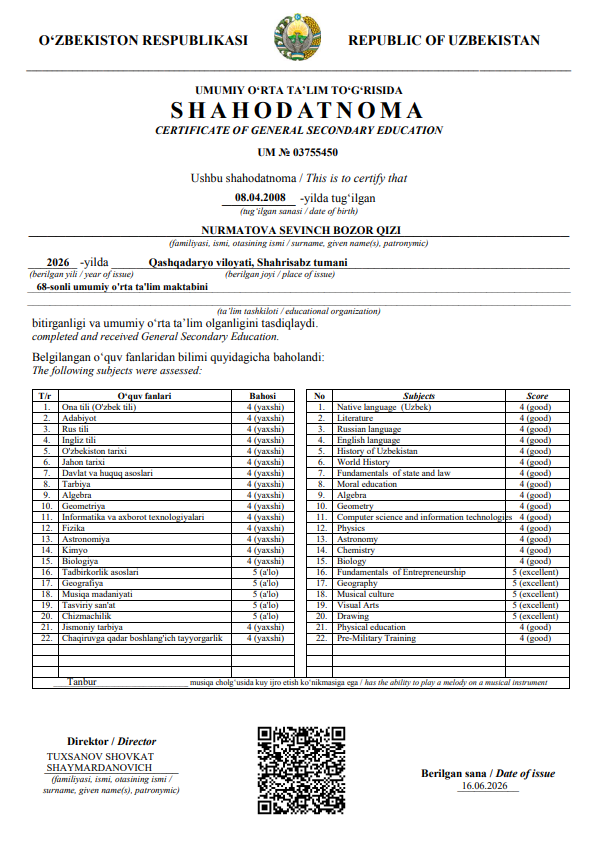 O‘ZBEKISTON RESPUBLIKASI REPUBLIC OF UZBEKISTAN
UMUMIY O‘RTA TA’LIM TO‘G‘RISIDA
SHAHODATNOMA
CERTIFICATE OF GENERAL SECONDARY EDUCATION
UM № 03755450
Ushbu shahodatnoma / This is to certify that
08.04.2008 -yilda tug‘ilgan
(tug‘ilgan sanasi / date of birth)
NURMATOVA SEVINCH BOZOR QIZI
(familiyasi, ismi, otasining ismi / surname, given name(s), patronymic)
2026 -yilda Qashqadaryo viloyati, Shahrisabz tumani
(berilgan yili / year of issue) (berilgan joyi / place of issue)
68-sonli umumiy o'rta ta'lim maktabini
(ta’lim tashkiloti / educational organization)
bitirganligi va umumiy o‘rta ta’lim olganligini tasdiqlaydi.
completed and received General Secondary Education.
Belgilangan o‘quv fanlaridan bilimi quyidagicha baholandi:
The following subjects were assessed:
T/r O‘quv fanlari Bahosi No Subjects Score
1. Ona tili (O'zbek tili) 4 (yaxshi) 1. Native language (Uzbek) 4 (good)
2. Adabiyot 4 (yaxshi) 2. Literature 4 (good)
3. Rus tili 4 (yaxshi) 3. Russian language 4 (good)
4. Ingliz tili 4 (yaxshi) 4. English language 4 (good)
5. O'zbekiston tarixi 4 (yaxshi) 5. History of Uzbekistan 4 (good)
6. Jahon tarixi 4 (yaxshi) 6. World History 4 (good)
7. Davlat va huquq asoslari 4 (yaxshi) 7. Fundamentals of state and law 4 (good)
8. Tarbiya 4 (yaxshi) 8. Moral education 4 (good)
9. Algebra 4 (yaxshi) 9. Algebra 4 (good)
10. Geometriya 4 (yaxshi) 10. Geometry 4 (good)
11. Informatika va axborot texnologiyalari 4 (yaxshi) 11. Computer science and information technologies 4 (good)
12. Fizika 4 (yaxshi) 12. Physics 4 (good)
13. Astronomiya 4 (yaxshi) 13. Astronomy 4 (good)
14. Kimyo 4 (yaxshi) 14. Chemistry 4 (good)
15. Biologiya 4 (yaxshi) 15. Biology 4 (good)
16. Tadbirkorlik asoslari 5 (a'lo) 16. Fundamentals of Entrepreneurship 5 (excellent)
17. Geografiya 5 (a'lo) 17. Geography 5 (excellent)
18. Musiqa madaniyati 5 (a'lo) 18. Musical culture 5 (excellent)
19. Tasviriy san'at 5 (a'lo) 19. Visual Arts 5 (excellent)
20. Chizmachilik 5 (a'lo) 20. Drawing 5 (excellent)
21. Jismoniy tarbiya 4 (yaxshi) 21. Physical education 4 (good)
22. Chaqiruvga qadar boshlang'ich tayyorgarlik 4 (yaxshi) 22. Pre-Military Training 4 (good)
Tanbur musiqa cholg‘usida kuy ijro etish ko‘nikmasiga ega / has the ability to play a melody on a musical instrument
Direktor / Director
TUXSANOV SHOVKAT
SHAYMARDANOVICH
(familiyasi, ismi, otasining ismi /
surname, given name(s), patronymic)
Berilgan sana / Date of issue
16.06.2026